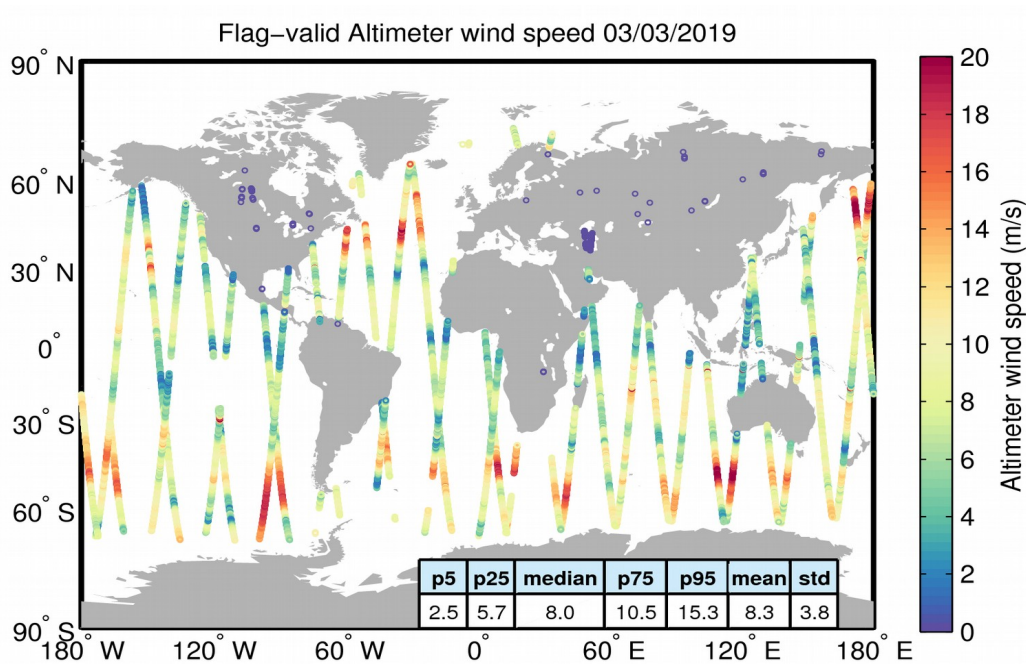 Flag−valid Altimeter wind speed 03/03/2019
90° N
60° N
30° N
0°
30° S
60° S
90° S
180° W
120° W
60° W
0°
60° E
120° E
180° E
p5 p25 median p75 p95 mean std
2.5 5.7 8.0 10.5 15.3 8.3 3.8
20
18
16
14
12
10
8
6
4
2
0
Altimeter wind speed (m/s)